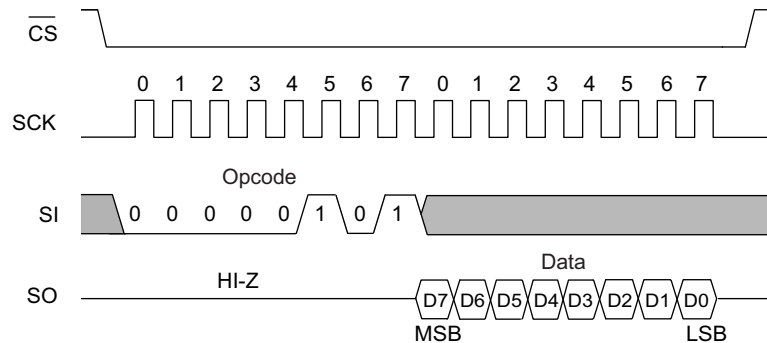 CS
0 1 2 3 4 5 6 7 0 1 2 3 4 5 6 7
SCK
Opcode
SI 0 0 0 0 0 1 0 1
Data
HI-Z
SO D7 D6 D5 D4 D3 D2 D1 D0
MSB LSB